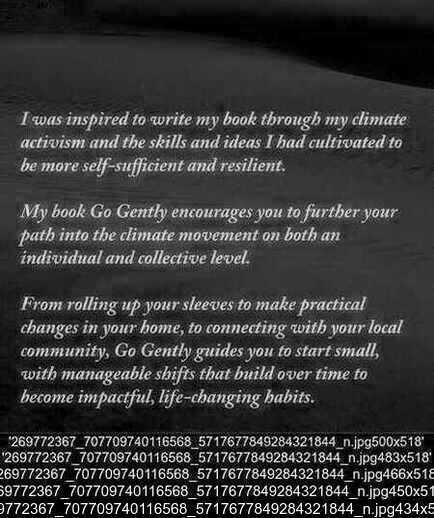 I was inspired to write my book through my climate
activism and the skills and ideas I had cultivated to
be more self-sufficient and resilient.
My book Go Gently encourages you to further your
path into the climate movement on both an
individual and collective level.
From rolling up your sleeves to make practical
changes in your home, to connecting with your local
community, Go Gently guides you to start small,
with manageable shifts that build over time to
become impactful, life-changing habits.
'269772367_707709740116568_5717677849284321844_n.jpg500x518'
'269772367_707709740116568_5717677849284321844_n.jpg483x518'
269772367_707709740116568_5717677849284321844_n.jpg466x518
69772367_707709740116568_5717677849284321844_n.jpg450x51
9772367_707709740116568_5717677849284321844_n.jpg434x5